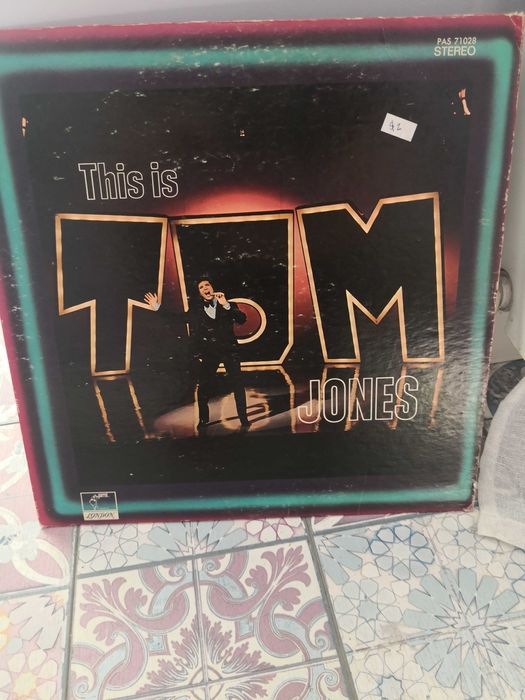 PAS 71028
STEREO
This is
TOM
JONES
LONDON